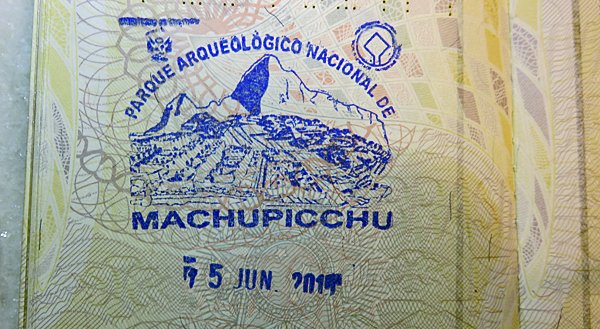 PARQUE ARQUEOLÓGICO NACIONAL DE
MACHUPICCHU
5 JUN.